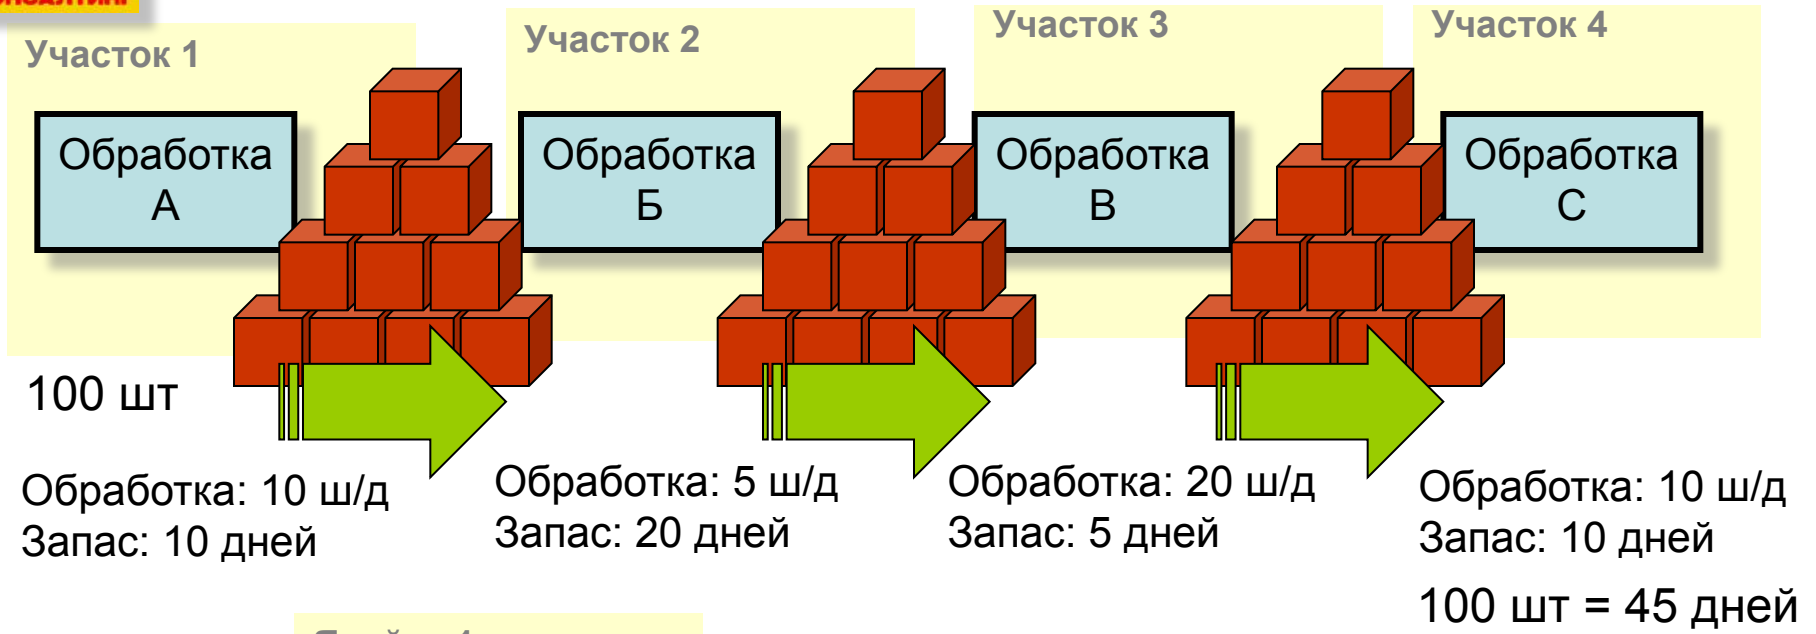 Участок 1
Участок 2
Участок 3
Участок 4
Обработка
А
Обработка
Б
Обработка
В
Обработка
С
100 шт
Обработка: 10 ш/д
Запас: 10 дней
Обработка: 5 ш/д
Запас: 20 дней
Обработка: 20 ш/д
Запас: 5 дней
Обработка: 10 ш/д
Запас: 10 дней
100 шт = 45 дней